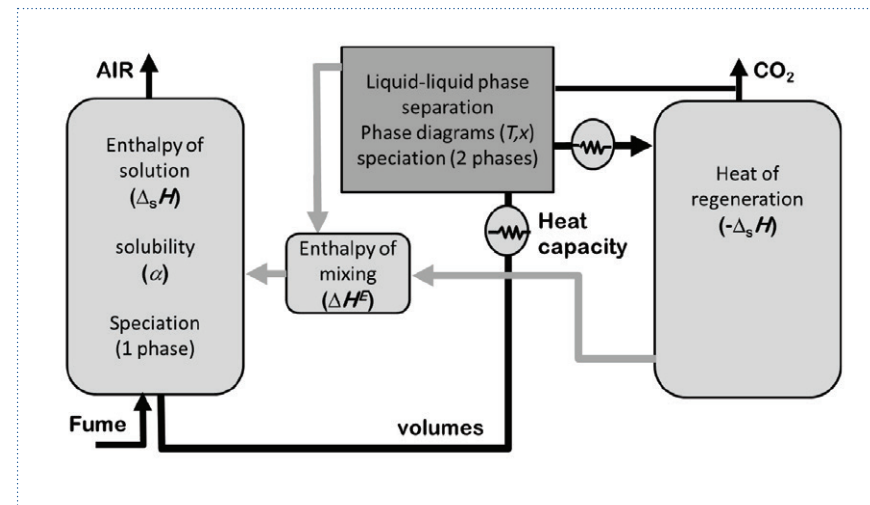 AIR
Enthalpy of
solution
(ΔsH)
solubility
(α)
Speciation
(1 phase)
Fume
Liquid-liquid phase
separation
Phase diagrams (T,x)
speciation (2 phases)
Enthalpy of
mixing
(ΔHᴱ)
Heat
capacity
volumes
CO₂
Heat of
regeneration
(-ΔsH)